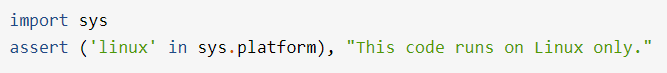 import sys
assert ('linux' in sys.platform), "This code runs on Linux only."